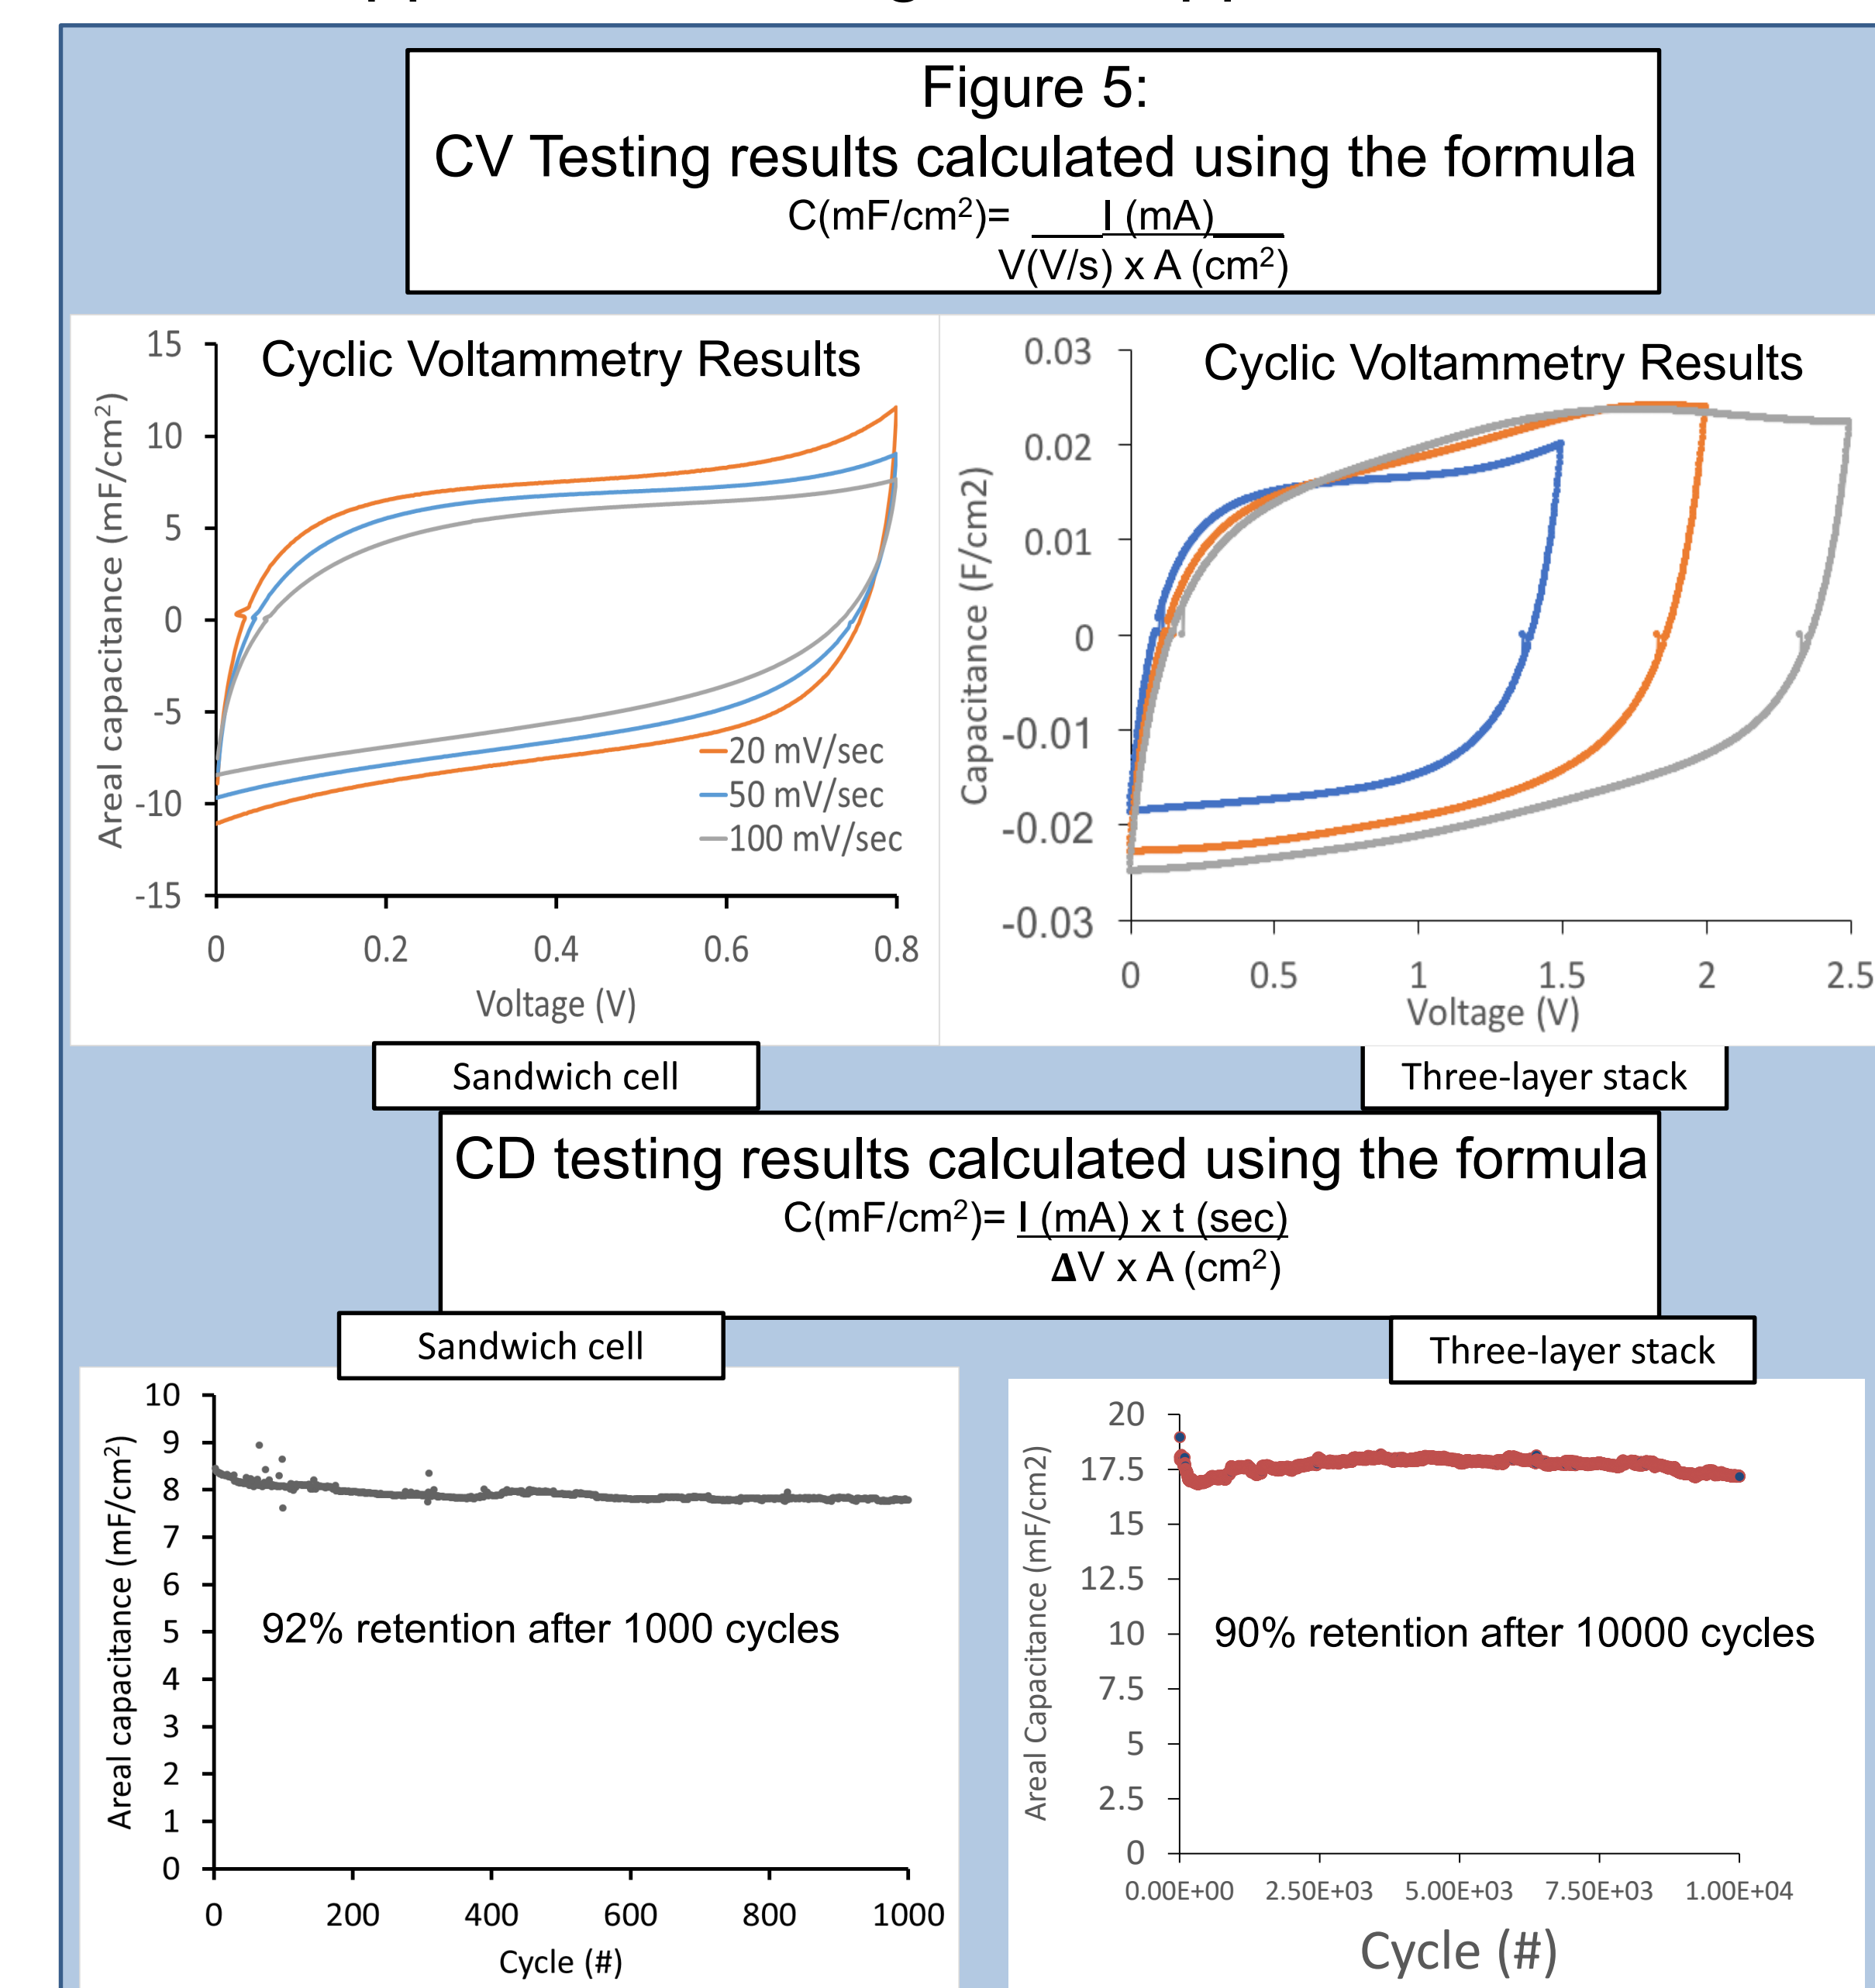 Figure 5:
CV Testing results calculated using the formula
C(mF/cm²)= I (mA)
V(V/s) x A (cm²)
Cyclic Voltammetry Results
15
10
5
0
-5
-10
-15
Areal capacitance (mF/cm²)
20 mV/sec
50 mV/sec
100 mV/sec
0 0.2 0.4 0.6 0.8
Voltage (V)
Cyclic Voltammetry Results
0.03
0.02
0.01
0
-0.01
-0.02
-0.03
Capacitance (F/cm2)
0 0.5 1 1.5 2 2.5
Voltage (V)
Sandwich cell
Three-layer stack
CD testing results calculated using the formula
C(mF/cm²)= I (mA) x t (sec)
ΔV x A (cm²)
Sandwich cell
Three-layer stack
10
9
8
7
6
5
4
3
2
1
0
Areal capacitance (mF/cm²)
92% retention after 1000 cycles
0 200 400 600 800 1000
Cycle (#)
20
17.5
15
12.5
10
7.5
5
2.5
0
Areal Capacitance (mF/cm2)
90% retention after 10000 cycles
0.00E+00 2.50E+03 5.00E+03 7.50E+03 1.00E+04
Cycle (#)